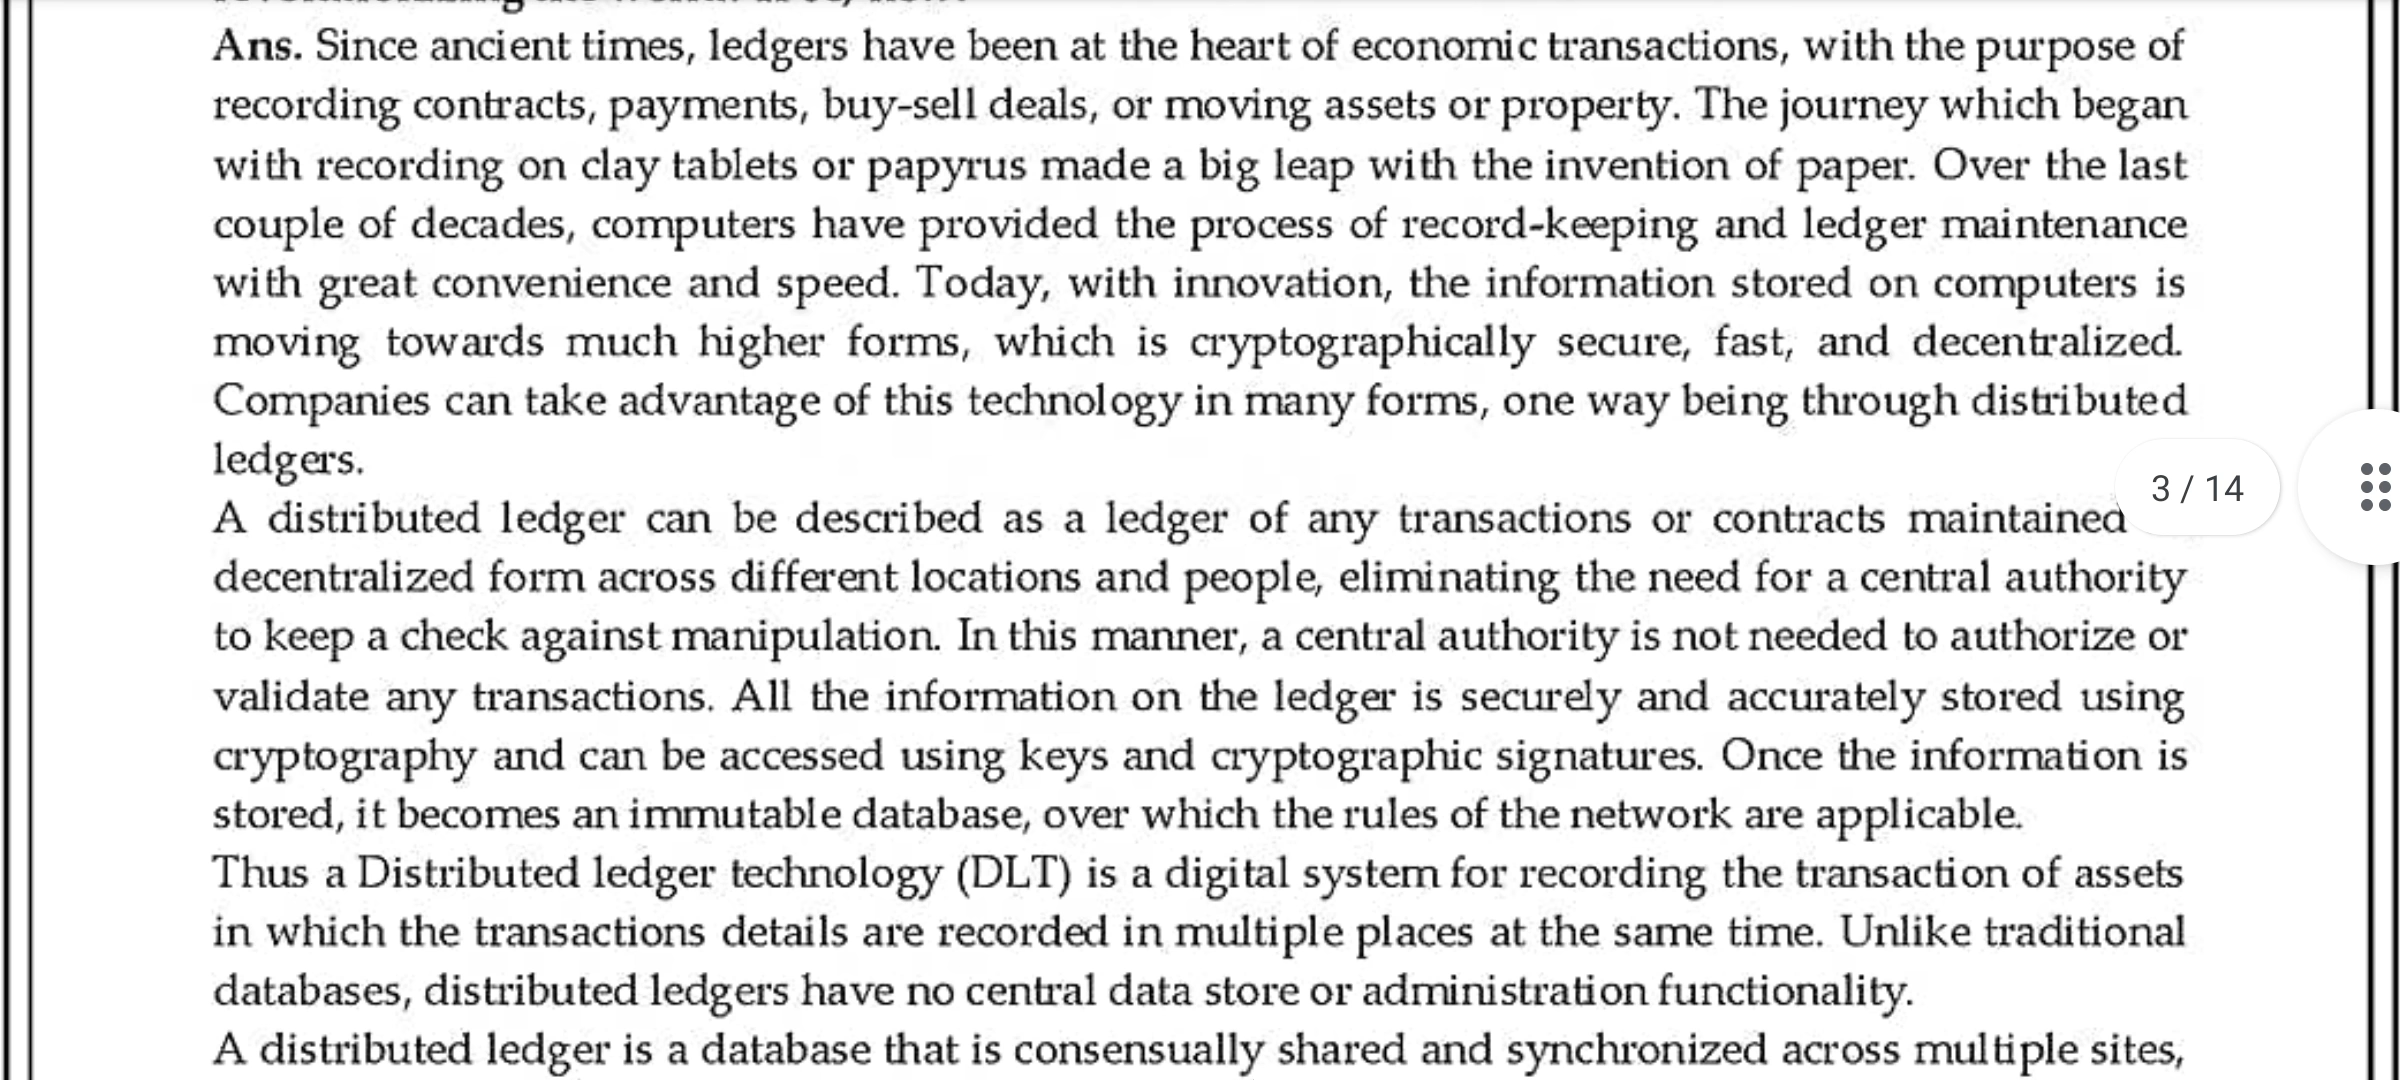 Ans. Since ancient times, ledgers have been at the heart of economic transactions, with the purpose of
recording contracts, payments, buy-sell deals, or moving assets or property. The journey which began
with recording on clay tablets or papyrus made a big leap with the invention of paper. Over the last
couple of decades, computers have provided the process of record-keeping and ledger maintenance
with great convenience and speed. Today, with innovation, the information stored on computers is
moving towards much higher forms, which is cryptographically secure, fast, and decentralized.
Companies can take advantage of this technology in many forms, one way being through distributed
ledgers.
3 / 14
A distributed ledger can be described as a ledger of any transactions or contracts maintained
decentralized form across different locations and people, eliminating the need for a central authority
to keep a check against manipulation. In this manner, a central authority is not needed to authorize or
validate any transactions. All the information on the ledger is securely and accurately stored using
cryptography and can be accessed using keys and cryptographic signatures. Once the information is
stored, it becomes an immutable database, over which the rules of the network are applicable.
Thus a Distributed ledger technology (DLT) is a digital system for recording the transaction of assets
in which the transactions details are recorded in multiple places at the same time. Unlike traditional
databases, distributed ledgers have no central data store or administration functionality.
A distributed ledger is a database that is consensually shared and synchronized across multiple sites,